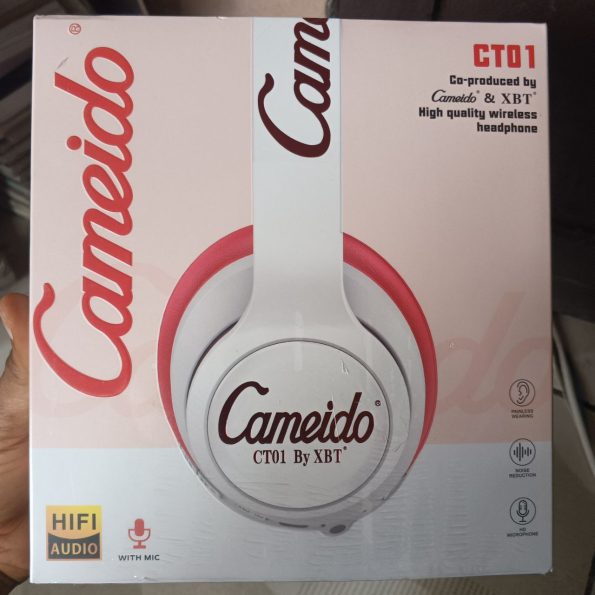 Cameido®
Cam
CT01
Co-produced by
Cameido® & XBT®
High quality wireless
headphone
Cameido®
CT01 By XBT®
PAINLESS
WEARING
NOISE
REDUCTION
HD
MICROPHONE
HIFI
AUDIO
WITH MIC
Cameido